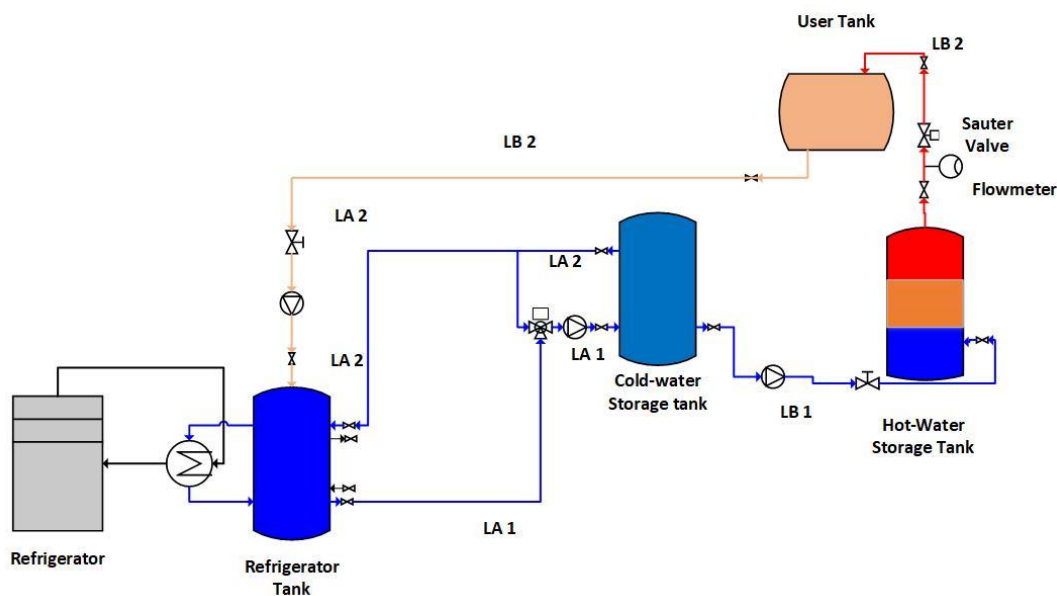 User Tank
LB 2
Sauter
Valve
Flowmeter
LB 2
LA 2
LA 2
LA 1
LA 2
Cold-water
Storage tank
LB 1
Hot-Water
Storage Tank
LA 1
Refrigerator
Refrigerator
Tank